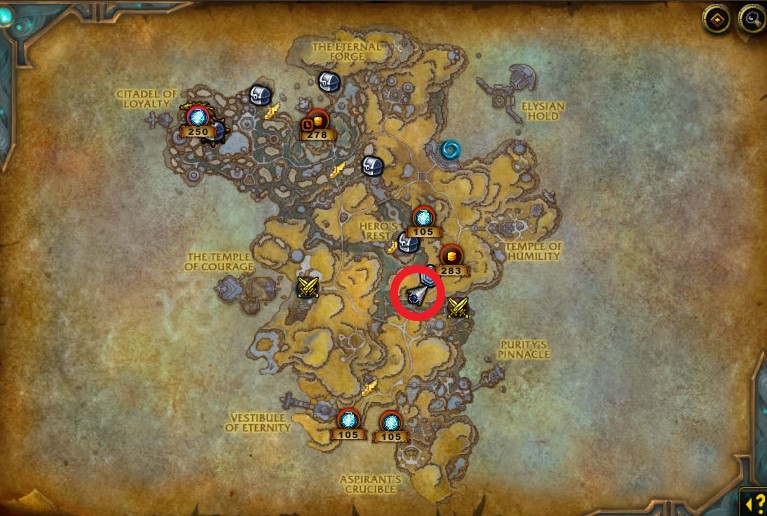 THE ETERNAL
FORGE
CITADEL OF
LOYALTY
ELYSIAN
HOLD
250
L
278
HERO'S
REST
105
TEMPLE OF
HUMILITY
THE TEMPLE
OF COURAGE
283
PURITY'S
PINNACLE
VESTIBULE
OF ETERNITY
105
105
ASPIRANT'S
CRUCIBLE
?